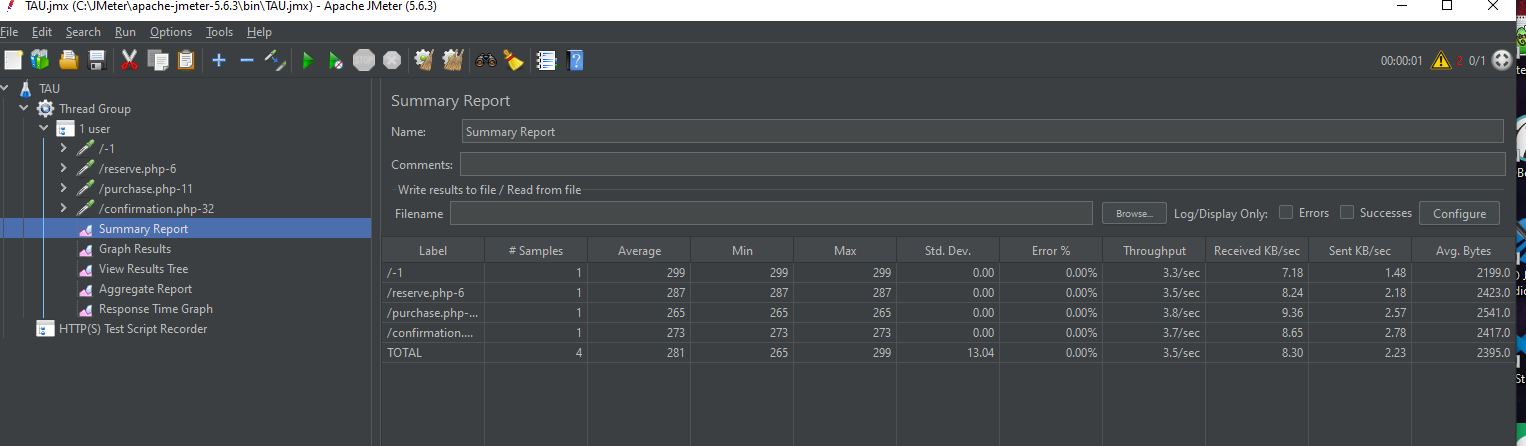 TAU.jmx (C:\JMeter\apache-jmeter-5.6.3\bin\TAU.jmx) - Apache JMeter (5.6.3)
File Edit Search Run Options Tools Help
STOP
00:00:01 2 0/1
TAU
Thread Group
1 user
/-1
/reserve.php-6
/purchase.php-11
/confirmation.php-32
Summary Report
Graph Results
View Results Tree
Aggregate Report
Response Time Graph
HTTP(S) Test Script Recorder
Summary Report
Name: Summary Report
Comments:
Write results to file / Read from file
Filename Browse... Log/Display Only: Errors Successes Configure
Label # Samples Average Min Max Std. Dev. Error % Throughput Received KB/sec Sent KB/sec Avg. Bytes
/-1 1 299 299 299 0.00 0.00% 3.3/sec 7.18 1.48 2199.0
/reserve.php-6 1 287 287 287 0.00 0.00% 3.5/sec 8.24 2.18 2423.0
/purchase.php-... 1 265 265 265 0.00 0.00% 3.8/sec 9.36 2.57 2541.0
/confirmation.... 1 273 273 273 0.00 0.00% 3.7/sec 8.65 2.78 2417.0
TOTAL 4 281 265 299 13.04 0.00% 3.5/sec 8.30 2.23 2395.0